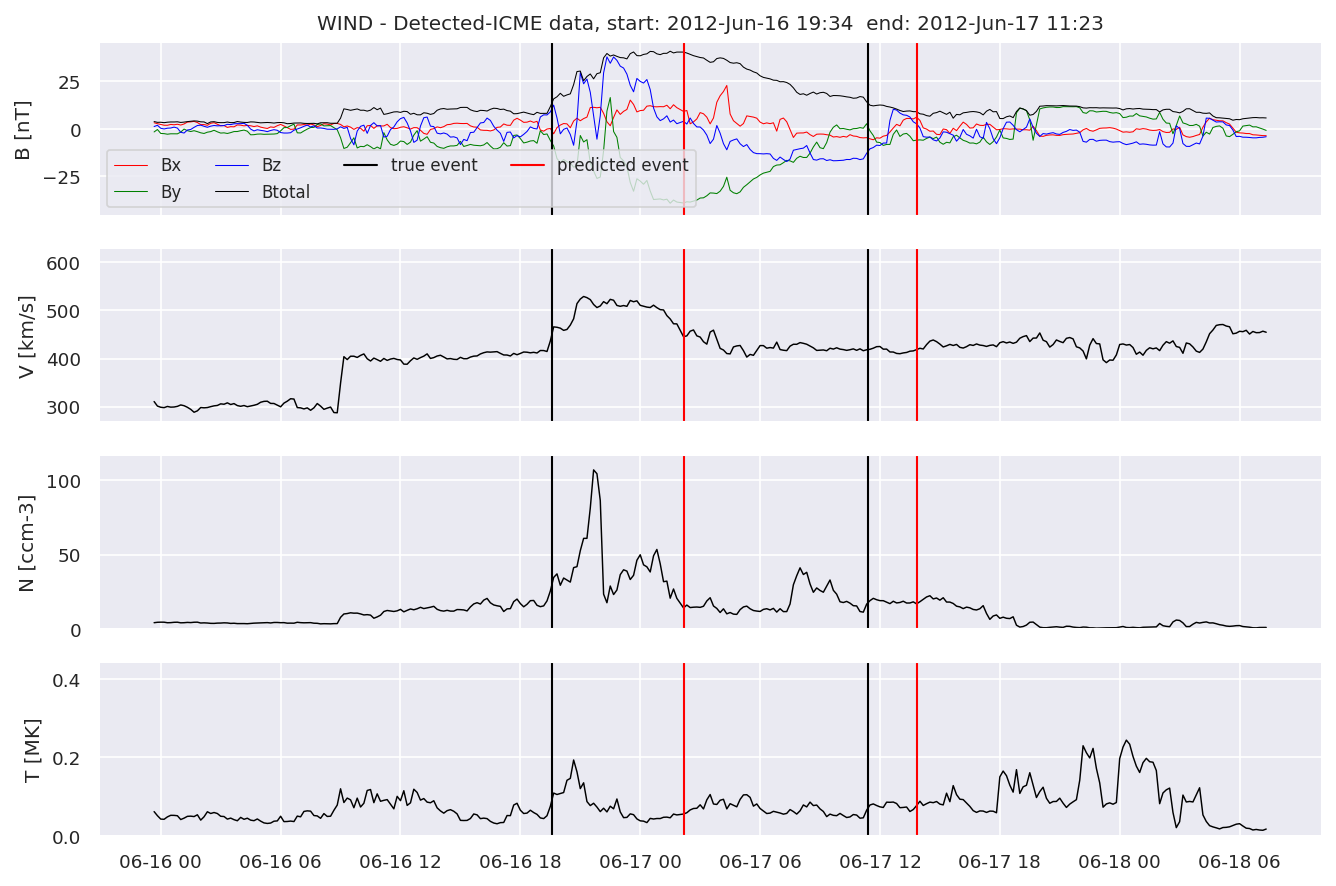 WIND - Detected-ICME data, start: 2012-Jun-16 19:34  end: 2012-Jun-17 11:23
B [nT]
25
0
−25
Bx Bz true event predicted event
By Btotal
V [km/s]
600
500
400
300
N [ccm-3]
100
50
0
T [MK]
0.4
0.2
0.0
06-16 00 06-16 06 06-16 12 06-16 18 06-17 00 06-17 06 06-17 12 06-17 18 06-18 00 06-18 06